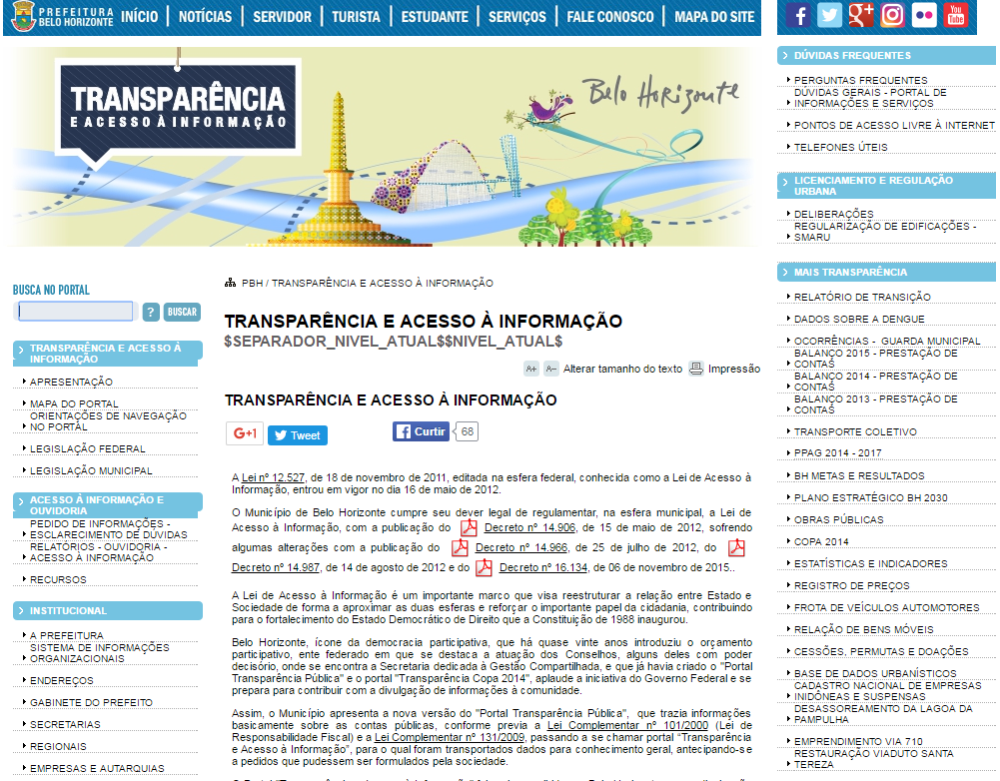 PREFEITURA
BELO HORIZONTE
INÍCIO | NOTÍCIAS | SERVIDOR | TURISTA | ESTUDANTE | SERVIÇOS | FALE CONOSCO | MAPA DO SITE
You
Tube
TRANSPARÊNCIA
E ACESSO À INFORMAÇÃO
Belo Horizonte
BUSCA NO PORTAL
? BUSCAR
TRANSPARÊNCIA E ACESSO À
INFORMAÇÃO
APRESENTAÇÃO
MAPA DO PORTAL
ORIENTAÇÕES DE NAVEGAÇÃO
NO PORTAL
LEGISLAÇÃO FEDERAL
LEGISLAÇÃO MUNICIPAL
ACESSO À INFORMAÇÃO E
OUVIDORIA
PEDIDO DE INFORMAÇÕES -
ESCLARECIMENTO DE DÚVIDAS
RELATÓRIOS - OUVIDORIA -
ACESSO À INFORMAÇÃO
RECURSOS
INSTITUCIONAL
A PREFEITURA
SISTEMA DE INFORMAÇÕES
ORGANIZACIONAIS
ENDEREÇOS
GABINETE DO PREFEITO
SECRETARIAS
REGIONAIS
EMPRESAS E AUTARQUIAS
PBH / TRANSPARÊNCIA E ACESSO À INFORMAÇÃO
TRANSPARÊNCIA E ACESSO À INFORMAÇÃO
$SEPARADOR_NIVEL_ATUAL$$NIVEL_ATUAL$
A+ A- Alterar tamanho do texto Impressão
TRANSPARÊNCIA E ACESSO À INFORMAÇÃO
G+1 Tweet Curtir 68
A Lei nº 12.527, de 18 de novembro de 2011, editada na esfera federal, conhecida como a Lei de Acesso à
Informação, entrou em vigor no dia 16 de maio de 2012.
O Município de Belo Horizonte cumpre seu dever legal de regulamentar, na esfera municipal, a Lei de
Acesso à Informação, com a publicação do Decreto nº 14.906, de 15 de maio de 2012, sofrendo
algumas alterações com a publicação do Decreto nº 14.966, de 25 de julho de 2012, do
Decreto nº 14.987, de 14 de agosto de 2012 e do Decreto nº 16.134, de 06 de novembro de 2015..
A Lei de Acesso à Informação é um importante marco que visa reestruturar a relação entre Estado e
Sociedade de forma a aproximar as duas esferas e reforçar o importante papel da cidadania, contribuindo
para o fortalecimento do Estado Democrático de Direito que a Constituição de 1988 inaugurou.
Belo Horizonte, ícone da democracia participativa, que há quase vinte anos introduziu o orçamento
participativo, ente federado em que se destaca a atuação dos Conselhos, alguns deles com poder
decisório, onde se encontra a Secretaria dedicada à Gestão Compartilhada, e que já havia criado o "Portal
Transparência Pública" e o portal "Transparência Copa 2014", aplaude a iniciativa do Governo Federal e se
prepara para contribuir com a divulgação de informações à comunidade.
Assim, o Município apresenta a nova versão do "Portal Transparência Pública", que trazia informações
basicamente sobre as contas públicas, conforme previa a Lei Complementar nº 101/2000 (Lei de
Responsabilidade Fiscal) e a Lei Complementar nº 131/2009, passando a se chamar portal "Transparência
e Acesso à Informação", para o qual foram transportados dados para conhecimento geral, antecipando-se
a pedidos que pudessem ser formulados pela sociedade.
DÚVIDAS FREQUENTES
PERGUNTAS FREQUENTES
DÚVIDAS GERAIS - PORTAL DE
INFORMAÇÕES E SERVIÇOS
PONTOS DE ACESSO LIVRE À INTERNET
TELEFONES ÚTEIS
LICENCIAMENTO E REGULAÇÃO
URBANA
DELIBERAÇÕES
REGULARIZAÇÃO DE EDIFICAÇÕES -
SMARU
MAIS TRANSPARÊNCIA
RELATÓRIO DE TRANSIÇÃO
DADOS SOBRE A DENGUE
OCORRÊNCIAS - GUARDA MUNICIPAL
BALANÇO 2015 - PRESTAÇÃO DE
CONTAS
BALANÇO 2014 - PRESTAÇÃO DE
CONTAS
BALANÇO 2013 - PRESTAÇÃO DE
CONTAS
TRANSPORTE COLETIVO
PPAG 2014 - 2017
BH METAS E RESULTADOS
PLANO ESTRATÉGICO BH 2030
OBRAS PÚBLICAS
COPA 2014
ESTATÍSTICAS E INDICADORES
REGISTRO DE PREÇOS
FROTA DE VEÍCULOS AUTOMOTORES
RELAÇÃO DE BENS MÓVEIS
CESSÕES, PERMUTAS E DOAÇÕES
BASE DE DADOS URBANÍSTICOS
CADASTRO NACIONAL DE EMPRESAS
INIDÔNEAS E SUSPENSAS
DESASSOREAMENTO DA LAGOA DA
PAMPULHA
EMPRENDIMENTO VIA 710
RESTAURAÇÃO VIADUTO SANTA
TEREZA